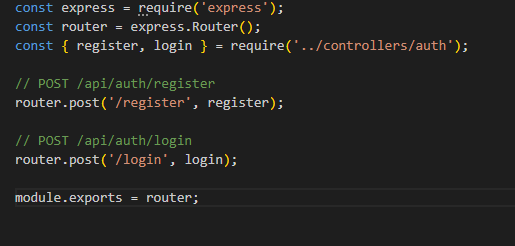 const express = require('express');
const router = express.Router();
const { register, login } = require('../controllers/auth');
// POST /api/auth/register
router.post('/register', register);
// POST /api/auth/login
router.post('/login', login);
module.exports = router;